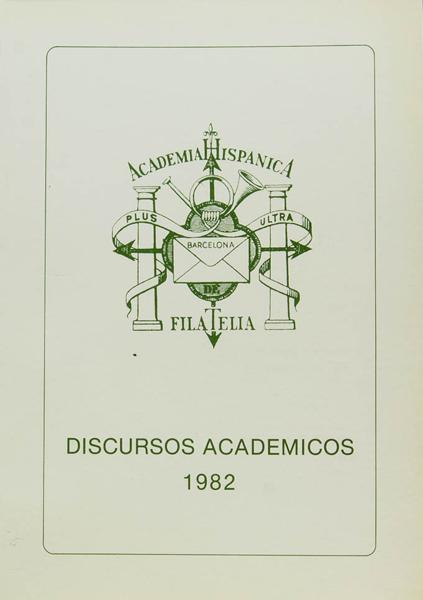 ACADEMIA HISPANICA
PLUS ULTRA
BARCELONA
DE
FILATELIA
DISCURSOS ACADEMICOS
1982